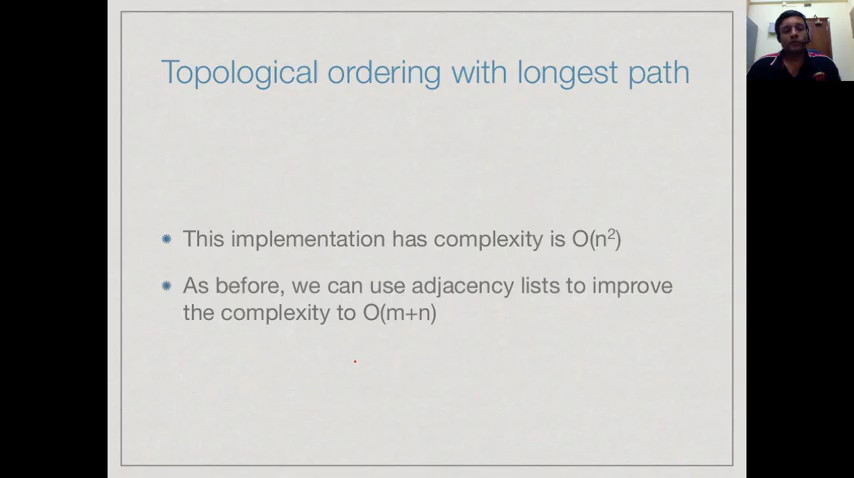 Topological ordering with longest path
This implementation has complexity is O(n²)
As before, we can use adjacency lists to improve
the complexity to O(m+n)